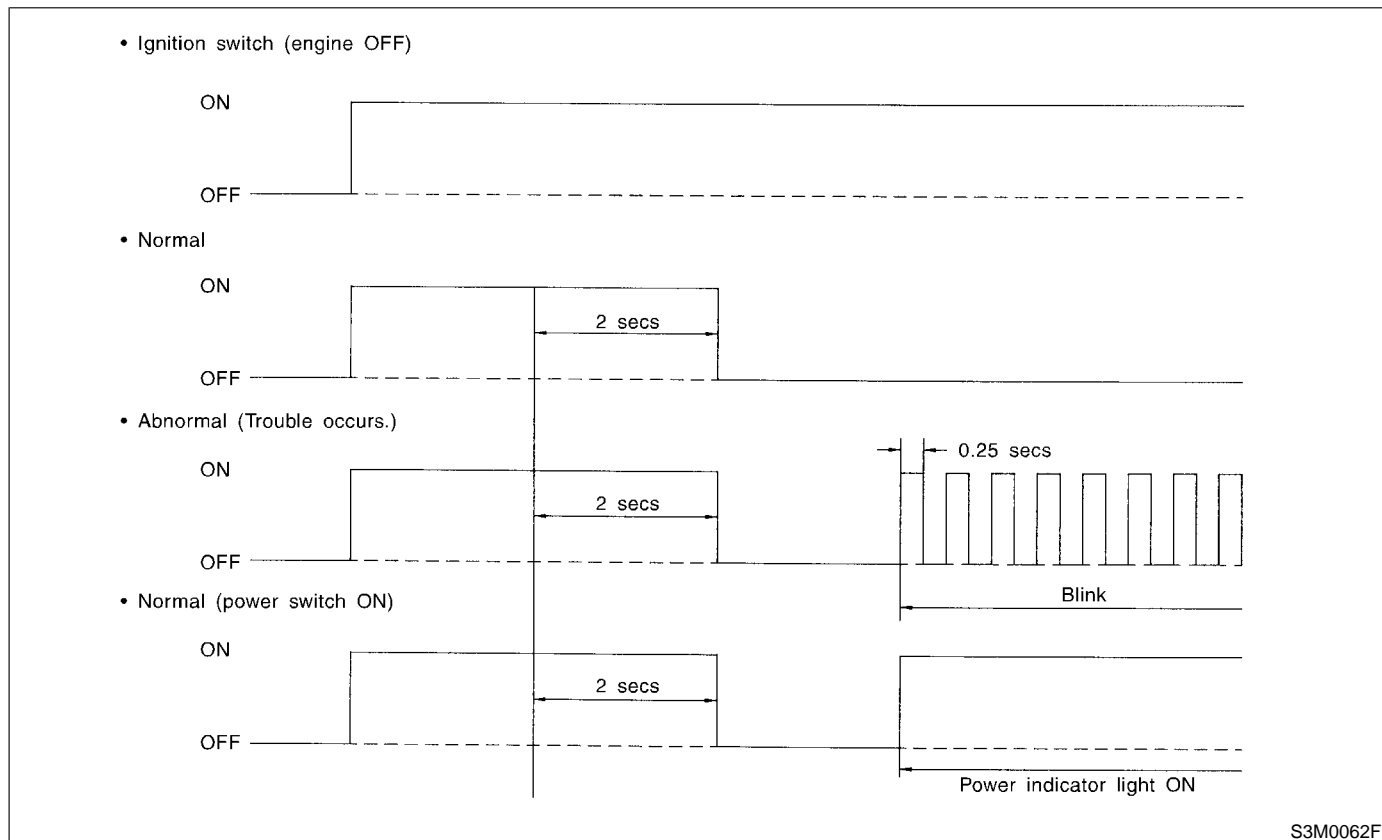 • Ignition switch (engine OFF)
ON
OFF
• Normal
ON
2 secs
OFF
• Abnormal (Trouble occurs.)
ON
0.25 secs
2 secs
OFF
Blink
• Normal (power switch ON)
ON
2 secs
OFF
Power indicator light ON
S3M0062F